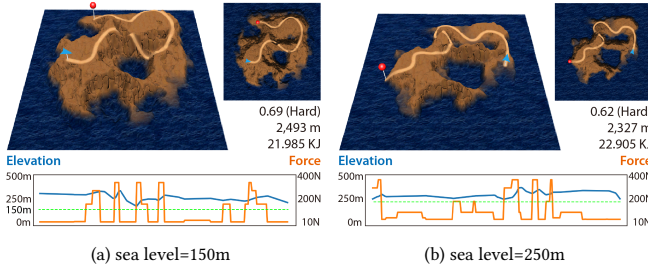 0.69 (Hard)
2,493 m
21.985 KJ
Elevation
Force
500m
250m
150m
0m
400N
200N
10N
(a) sea level=150m
0.62 (Hard)
2,327 m
22.905 KJ
Elevation
Force
500m
250m
0m
400N
200N
10N
(b) sea level=250m